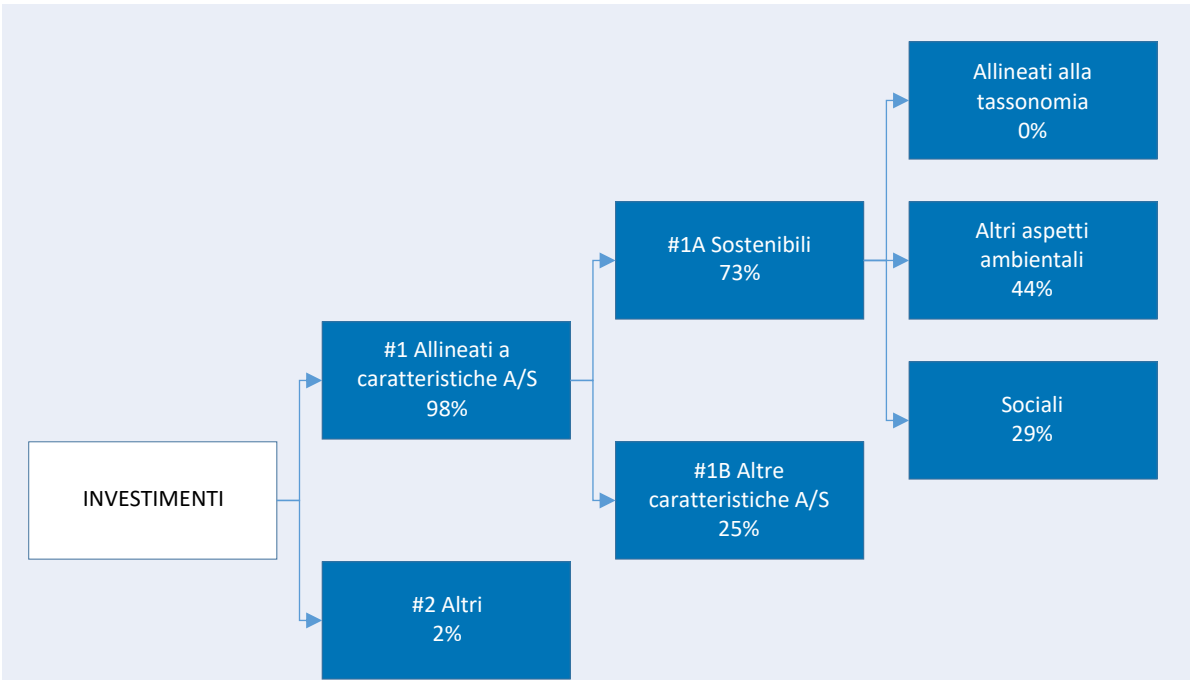 INVESTIMENTI
#1 Allineati a
caratteristiche A/S
98%
#2 Altri
2%
#1A Sostenibili
73%
#1B Altre
caratteristiche A/S
25%
Allineati alla
tassonomia
0%
Altri aspetti
ambientali
44%
Sociali
29%